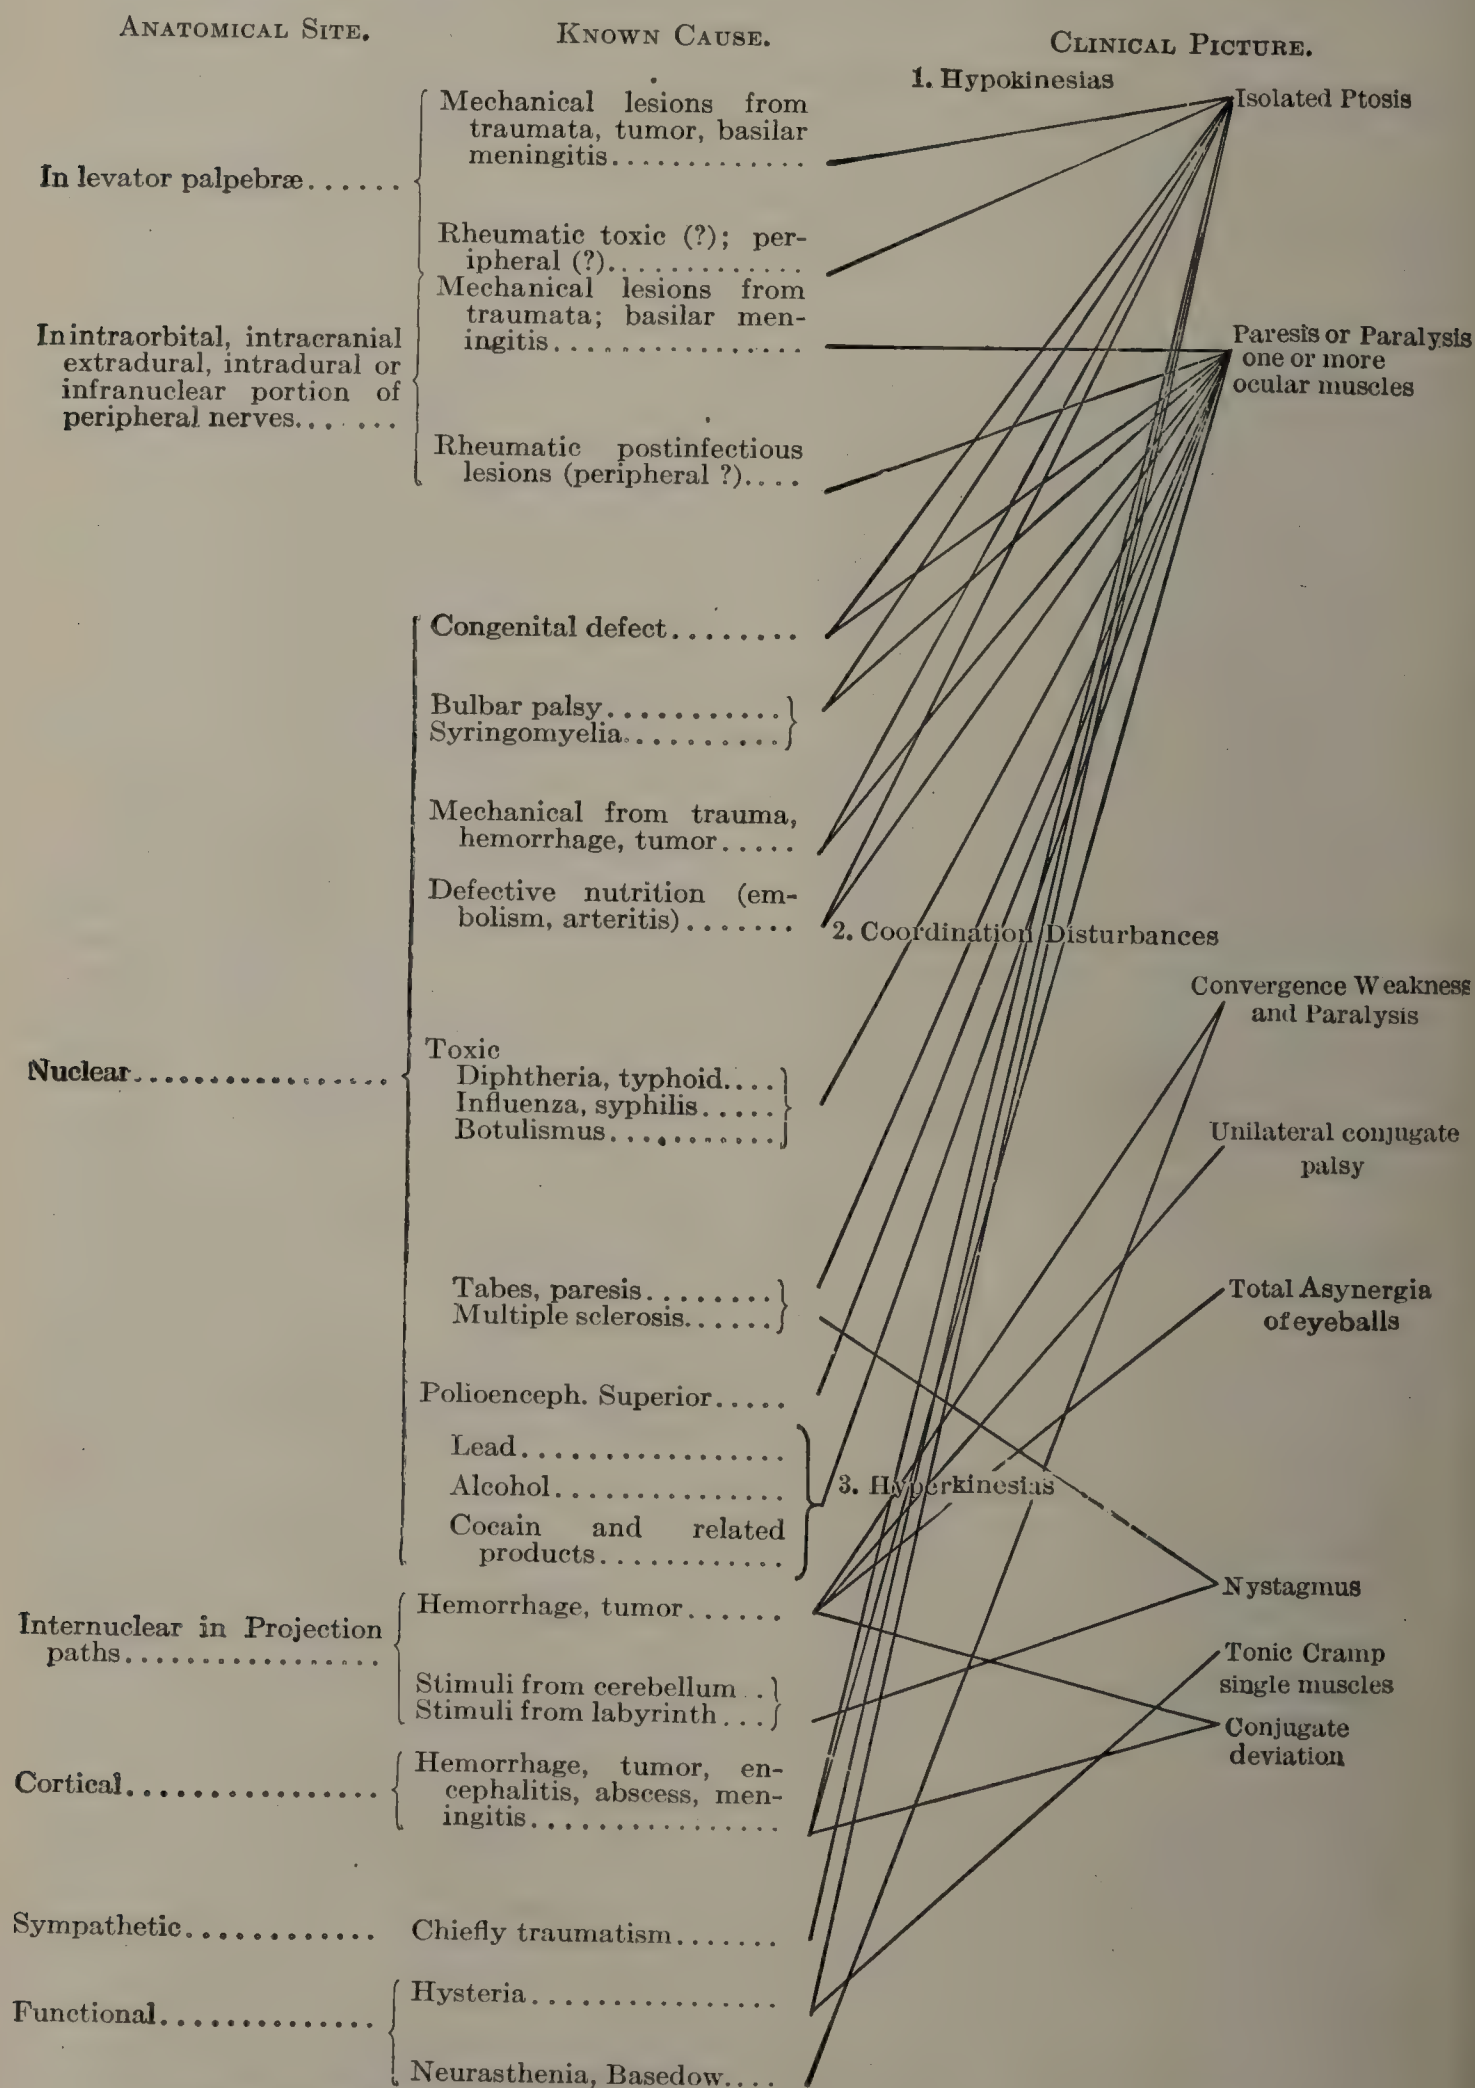 ANATOMICAL SITE.
KNOWN CAUSE.
CLINICAL PICTURE.
1. Hypokinesias
Mechanical lesions from
traumata, tumor, basilar
meningitis.............
Isolated Ptosis
In levator palpebræ......
Rheumatic toxic (?); per-
ipheral (?).............
Mechanical lesions from
traumata; basilar men-
ingitis................
In intraorbital, intracranial
extradural, intradural or
infranuclear portion of
peripheral nerves.......
Paresis or Paralysis
one or more
ocular muscles
Rheumatic postinfectious
lesions (peripheral ?)....
Congenital defect........
Bulbar palsy...........
Syringomyelia..........
Mechanical from trauma,
hemorrhage, tumor.....
Defective nutrition (em-
bolism, arteritis).......
2. Coordination Disturbances
Convergence Weakness
and Paralysis
Nuclear.................
Toxic
Diphtheria, typhoid....
Influenza, syphilis.....
Botulismus...........
Unilateral conjugate
palsy
Tabes, paresis........
Multiple sclerosis......
Total Asynergia
of eyeballs
Polioenceph. Superior.....
Lead................
Alcohol..............
Cocain and related
products............
3. Hyperkinesias
Nystagmus
Internuclear in Projection
paths................
Hemorrhage, tumor......
Stimuli from cerebellum ..
Stimuli from labyrinth ...
Tonic Cramp
single muscles
Conjugate
deviation
Cortical................
Hemorrhage, tumor, en-
cephalitis, abscess, men-
ingitis................
Sympathetic............
Chiefly traumatism.......
Functional..............
Hysteria................
Neurasthenia, Basedow....